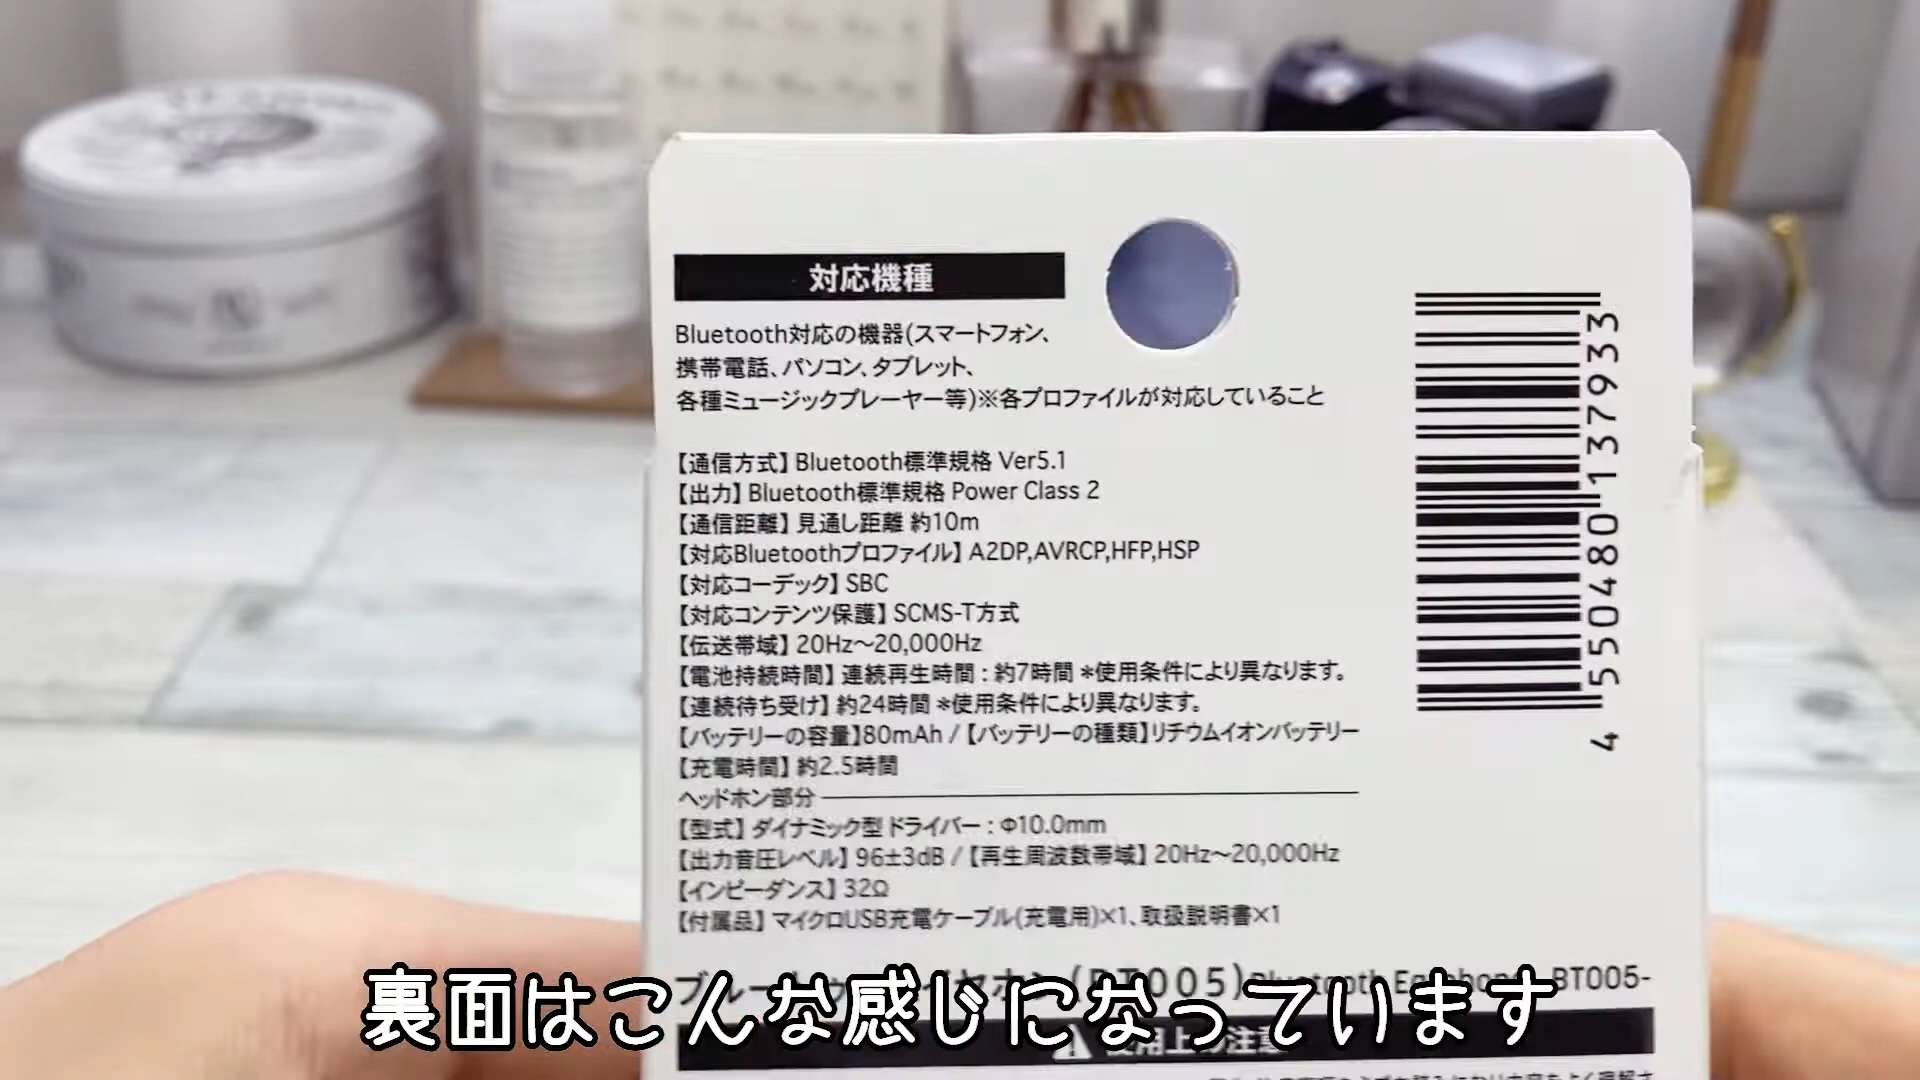 対応機種
Bluetooth対応の機器(スマートフォン、
携帯電話、パソコン、タブレット、
各種ミュージックプレーヤー等)※各プロファイルが対応していること
【通信方式】Bluetooth標準規格 Ver5.1
【出力】Bluetooth標準規格 Power Class 2
【通信距離】見通し距離 約10m
【対応Bluetoothプロファイル】A2DP,AVRCP,HFP,HSP
【対応コーデック】SBC
【対応コンテンツ保護】SCMS-T方式
【伝送帯域】20Hz～20,000Hz
【電池持続時間】連続再生時間 : 約7時間 *使用条件により異なります。
【連続待ち受け】約24時間 *使用条件により異なります。
【バッテリーの容量】80mAh / 【バッテリーの種類】リチウムイオンバッテリー
【充電時間】約2.5時間
ヘッドホン部分
【型式】ダイナミック型 ドライバー : Φ10.0mm
【出力音圧レベル】96±3dB / 【再生周波数帯域】20Hz～20,000Hz
【インピーダンス】32Ω
【付属品】マイクロUSB充電ケーブル(充電用)×1、取扱説明書×1
4 550480 137933
(BT005) Bluetooth BT005-
使用上の注意
裏面はこんな感じになっています